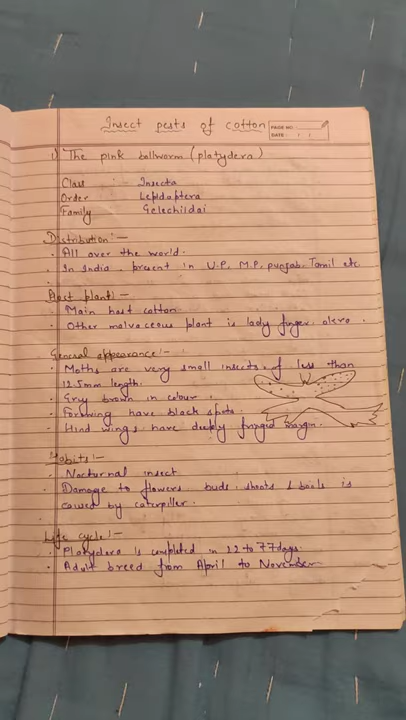 Insect pests of cotton
PAGE NO.
DATE
1) The pink bollworm (platydera)
Class :- Insecta
Order Lepidoptera
Family Gelechiidai
Distribution:-
· All over the world.
· In India. present in U.P, M.P, punjab, Tamil etc.
Host plant:-
· Main host cotton
· Other malvaceous plant is lady finger. okra.
General appearance:-
· Moths are very small insects of less than
12.5mm length.
· Grey brown in colour.
· Forewing have black spots.
· Hind wings have deeply fringed margin.
Habits:-
· Nocturnal insect
· Damage to flowers buds. shoots & bools is
caused by caterpiller.
Life cycle:-
· Platydera is completed in 22 to 77 days.
· Adult breed from April to November.